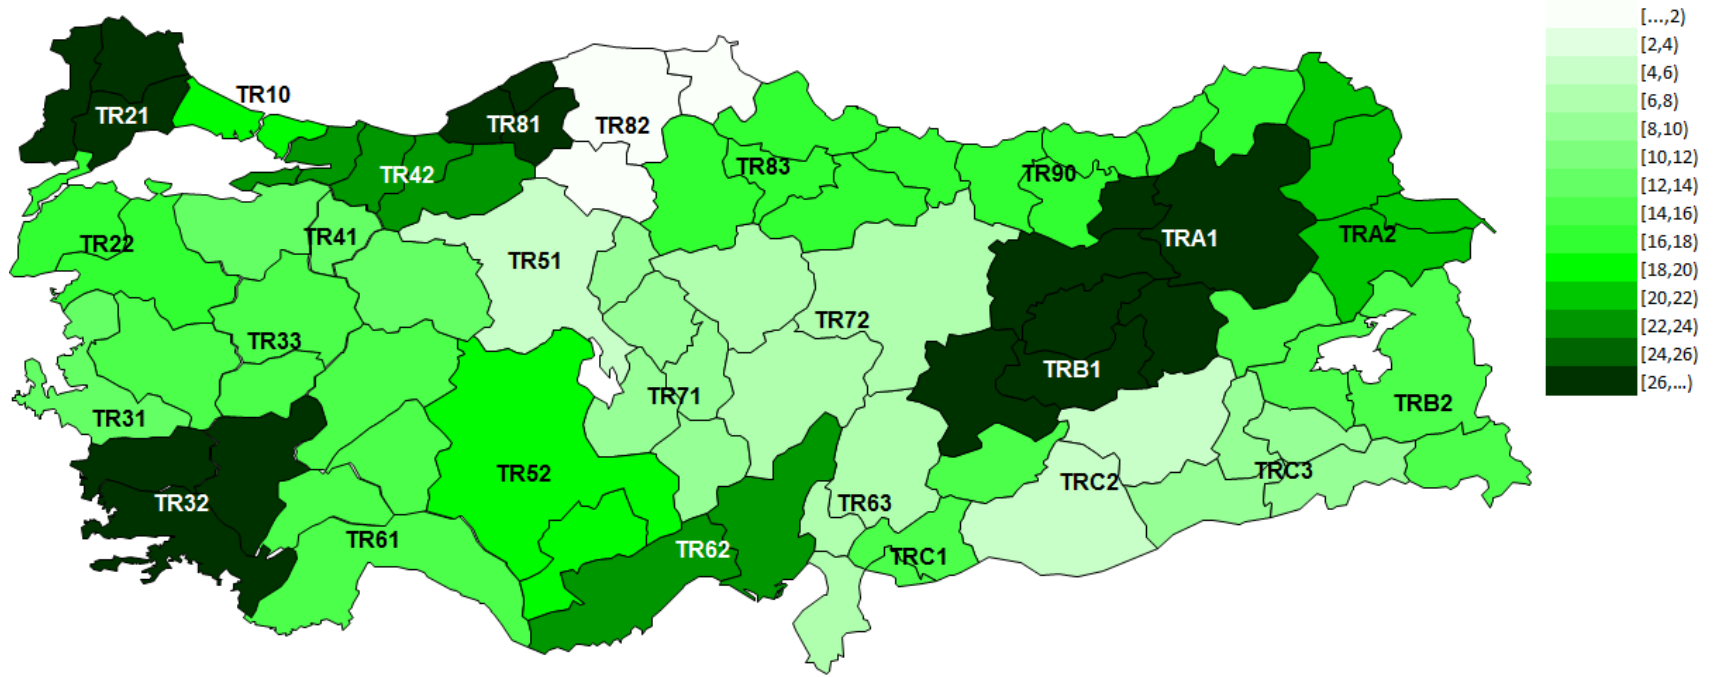 TR10
TR21
TR81
TR82
TR42
TR83
TR90
TR22
TR41
TRA1
TRA2
TR51
TR72
TR33
TRB1
TR71
TRB2
TR31
TR52
TRC3
TRC2
TR32
TR63
TR61
TR62
TRC1
[...,2)
[2,4)
[4,6)
[6,8)
[8,10)
[10,12)
[12,14)
[14,16)
[16,18)
[18,20)
[20,22)
[22,24)
[24,26)
[26,...)